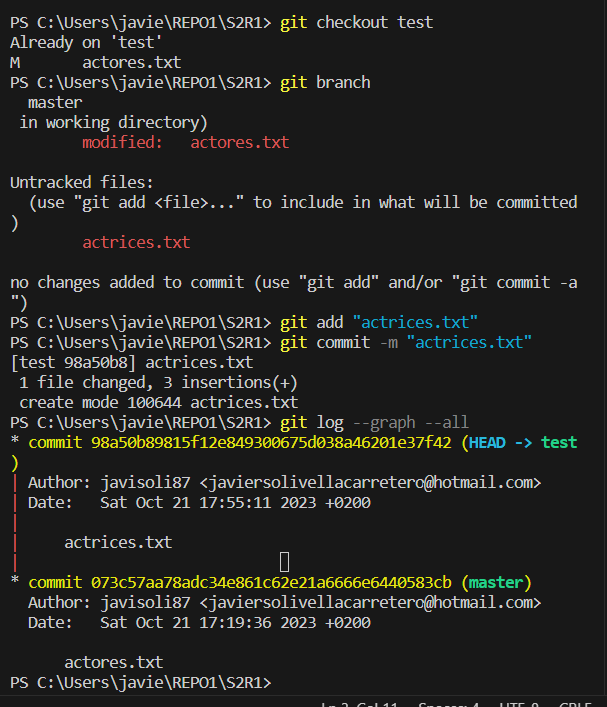 PS C:\Users\javie\REPO1\S2R1> git checkout test
Already on 'test'
M       actores.txt
PS C:\Users\javie\REPO1\S2R1> git branch
  master
 in working directory)
        modified:   actores.txt

Untracked files:
  (use "git add <file>..." to include in what will be committed
)
        actrices.txt

no changes added to commit (use "git add" and/or "git commit -a
")
PS C:\Users\javie\REPO1\S2R1> git add "actrices.txt"
PS C:\Users\javie\REPO1\S2R1> git commit -m "actrices.txt"
[test 98a50b8] actrices.txt
 1 file changed, 3 insertions(+)
 create mode 100644 actrices.txt
PS C:\Users\javie\REPO1\S2R1> git log --graph --all
* commit 98a50b89815f12e849300675d038a46201e37f42 (HEAD -> test
)
| Author: javisoli87 <javiersolivellacarretero@hotmail.com>
| Date:   Sat Oct 21 17:55:11 2023 +0200
|
|     actrices.txt
|
* commit 073c57aa78adc34e861c62e21a6666e6440583cb (master)
  Author: javisoli87 <javiersolivellacarretero@hotmail.com>
  Date:   Sat Oct 21 17:19:36 2023 +0200

      actores.txt
PS C:\Users\javie\REPO1\S2R1>